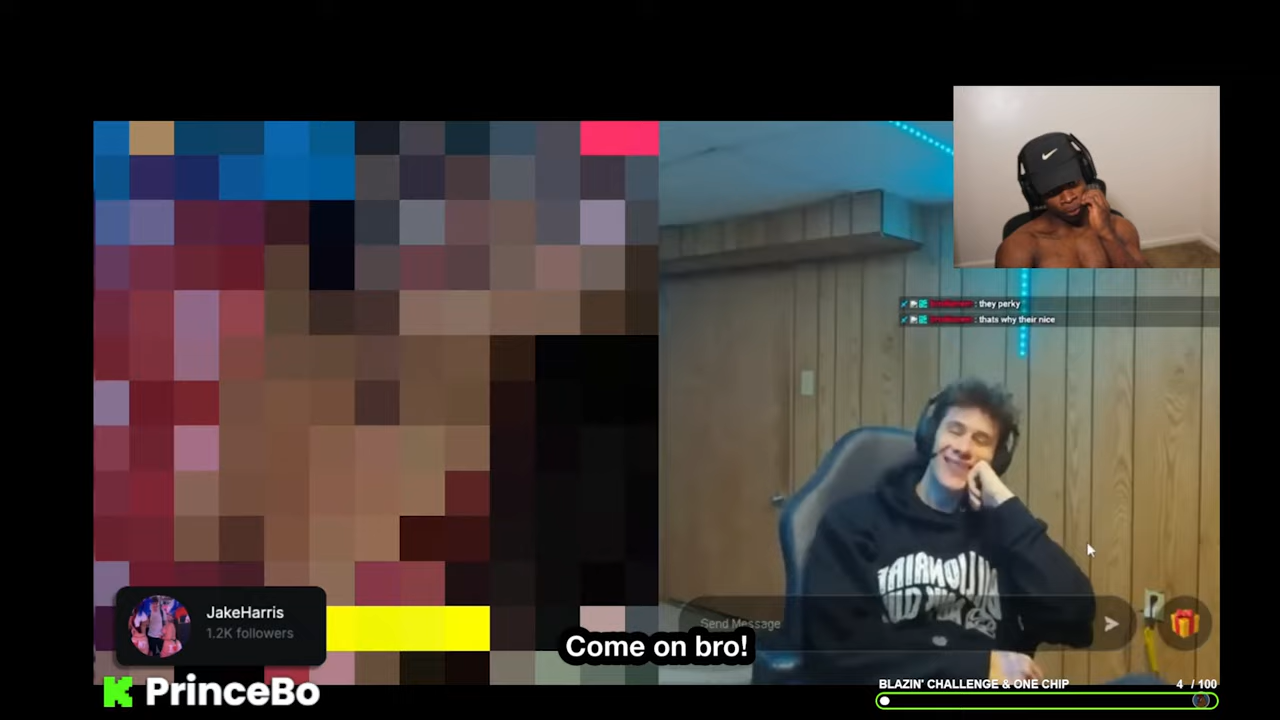 : they perky
: thats why their nice
JakeHarris
1.2K followers
Send Message
Come on bro!
PrinceBo
BLAZIN' CHALLENGE & ONE CHIP 4 / 100